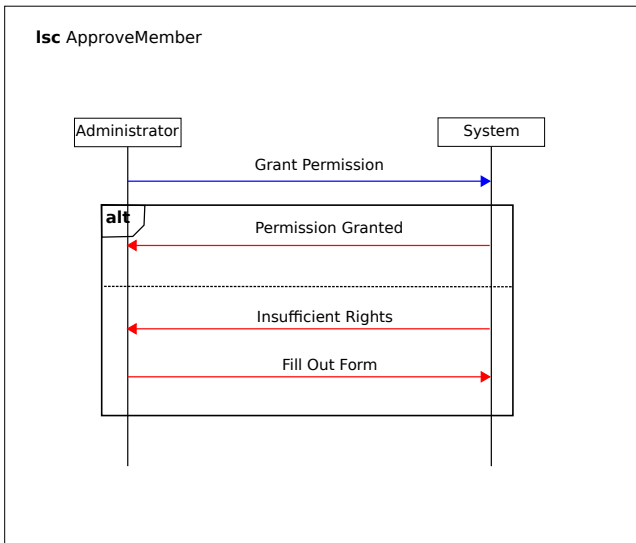 lsc ApproveMember
Administrator
System
Grant Permission
alt
Permission Granted
Insufficient Rights
Fill Out Form